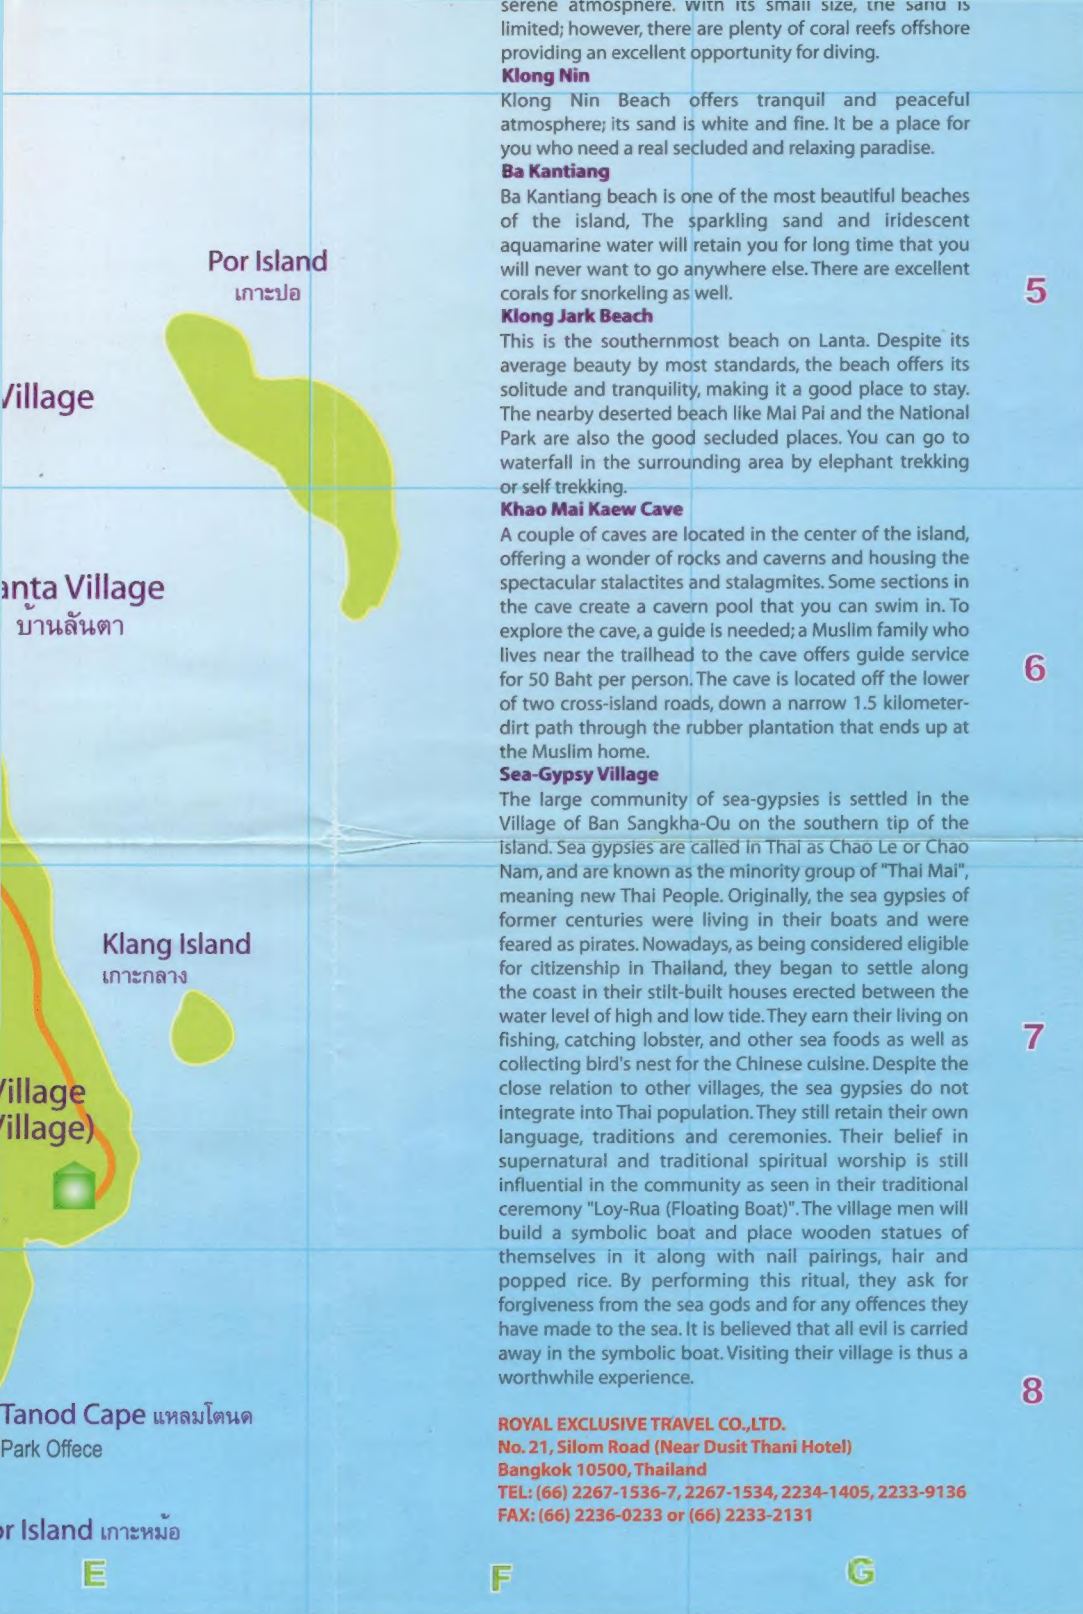 serene atmosphere. With its small size, the sand is
limited; however, there are plenty of coral reefs offshore
providing an excellent opportunity for diving.
Klong Nin
Klong Nin Beach offers tranquil and peaceful
atmosphere; its sand is white and fine. It be a place for
you who need a real secluded and relaxing paradise.
Ba Kantiang
Ba Kantiang beach is one of the most beautiful beaches
of the island, The sparkling sand and iridescent
aquamarine water will retain you for long time that you
will never want to go anywhere else. There are excellent
corals for snorkeling as well.
Klong Jark Beach
This is the southernmost beach on Lanta. Despite its
average beauty by most standards, the beach offers its
solitude and tranquility, making it a good place to stay.
The nearby deserted beach like Mai Pai and the National
Park are also the good secluded places. You can go to
waterfall in the surrounding area by elephant trekking
or self trekking.
Khao Mai Kaew Cave
A couple of caves are located in the center of the island,
offering a wonder of rocks and caverns and housing the
spectacular stalactites and stalagmites. Some sections in
the cave create a cavern pool that you can swim in. To
explore the cave, a guide is needed; a Muslim family who
lives near the trailhead to the cave offers guide service
for 50 Baht per person. The cave is located off the lower
of two cross-island roads, down a narrow 1.5 kilometer-
dirt path through the rubber plantation that ends up at
the Muslim home.
Sea-Gypsy Village
The large community of sea-gypsies is settled in the
Village of Ban Sangkha-Ou on the southern tip of the
island. Sea gypsies are called in Thai as Chao Le or Chao
Nam, and are known as the minority group of "Thai Mai",
meaning new Thai People. Originally, the sea gypsies of
former centuries were living in their boats and were
feared as pirates. Nowadays, as being considered eligible
for citizenship in Thailand, they began to settle along
the coast in their stilt-built houses erected between the
water level of high and low tide. They earn their living on
fishing, catching lobster, and other sea foods as well as
collecting bird's nest for the Chinese cuisine. Despite the
close relation to other villages, the sea gypsies do not
integrate into Thai population. They still retain their own
language, traditions and ceremonies. Their belief in
supernatural and traditional spiritual worship is still
influential in the community as seen in their traditional
ceremony "Loy-Rua (Floating Boat)". The village men will
build a symbolic boat and place wooden statues of
themselves in it along with nail pairings, hair and
popped rice. By performing this ritual, they ask for
forgiveness from the sea gods and for any offences they
have made to the sea. It is believed that all evil is carried
away in the symbolic boat. Visiting their village is thus a
worthwhile experience.
ROYAL EXCLUSIVE TRAVEL CO.,LTD.
No. 21, Silom Road (Near Dusit Thani Hotel)
Bangkok 10500, Thailand
TEL: (66) 2267-1536-7, 2267-1534, 2234-1405, 2233-9136
FAX: (66) 2236-0233 or (66) 2233-2131
Por Island
เกาะปอ
Village
anta Village
บ้านลันตา
Klang Island
เกาะกลาง
Village
Village)
Tanod Cape แหลมโตนด
Park Offece
or Island เกาะหม้อ
5
6
7
8
E
F
G